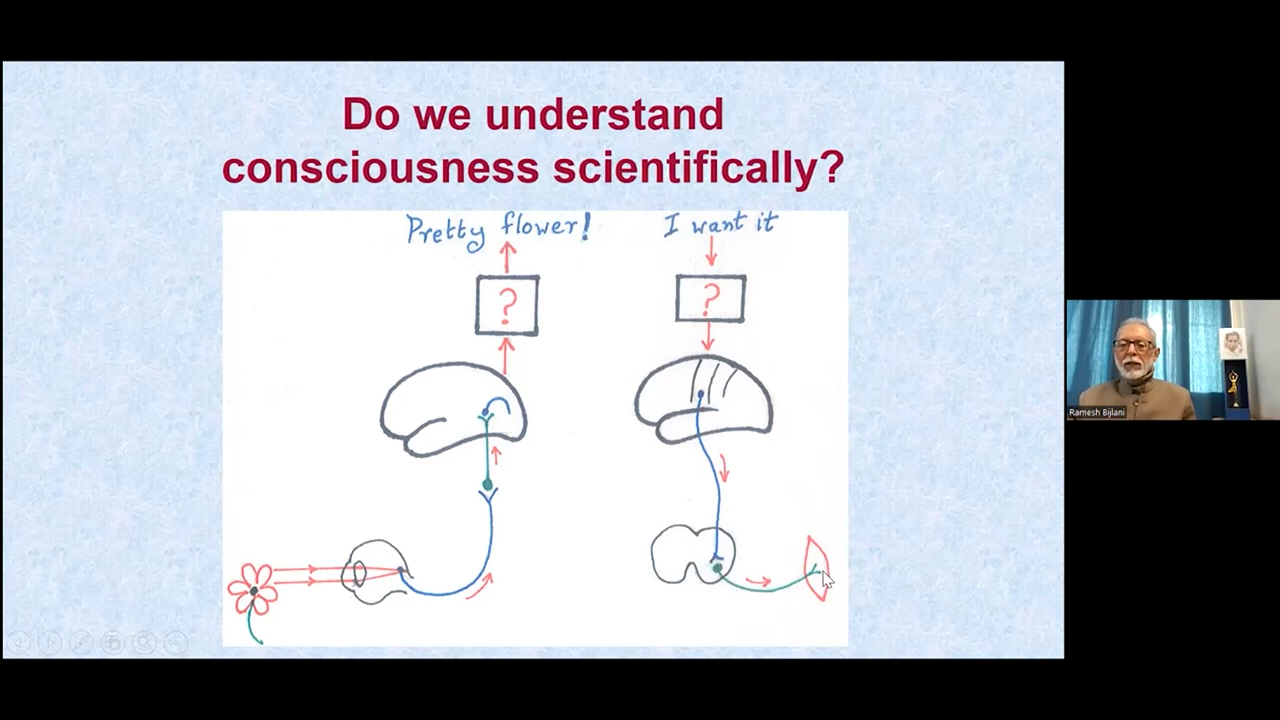 Do we understand
consciousness scientifically?
Pretty flower!
I want it
?
?
Ramesh Bijlani